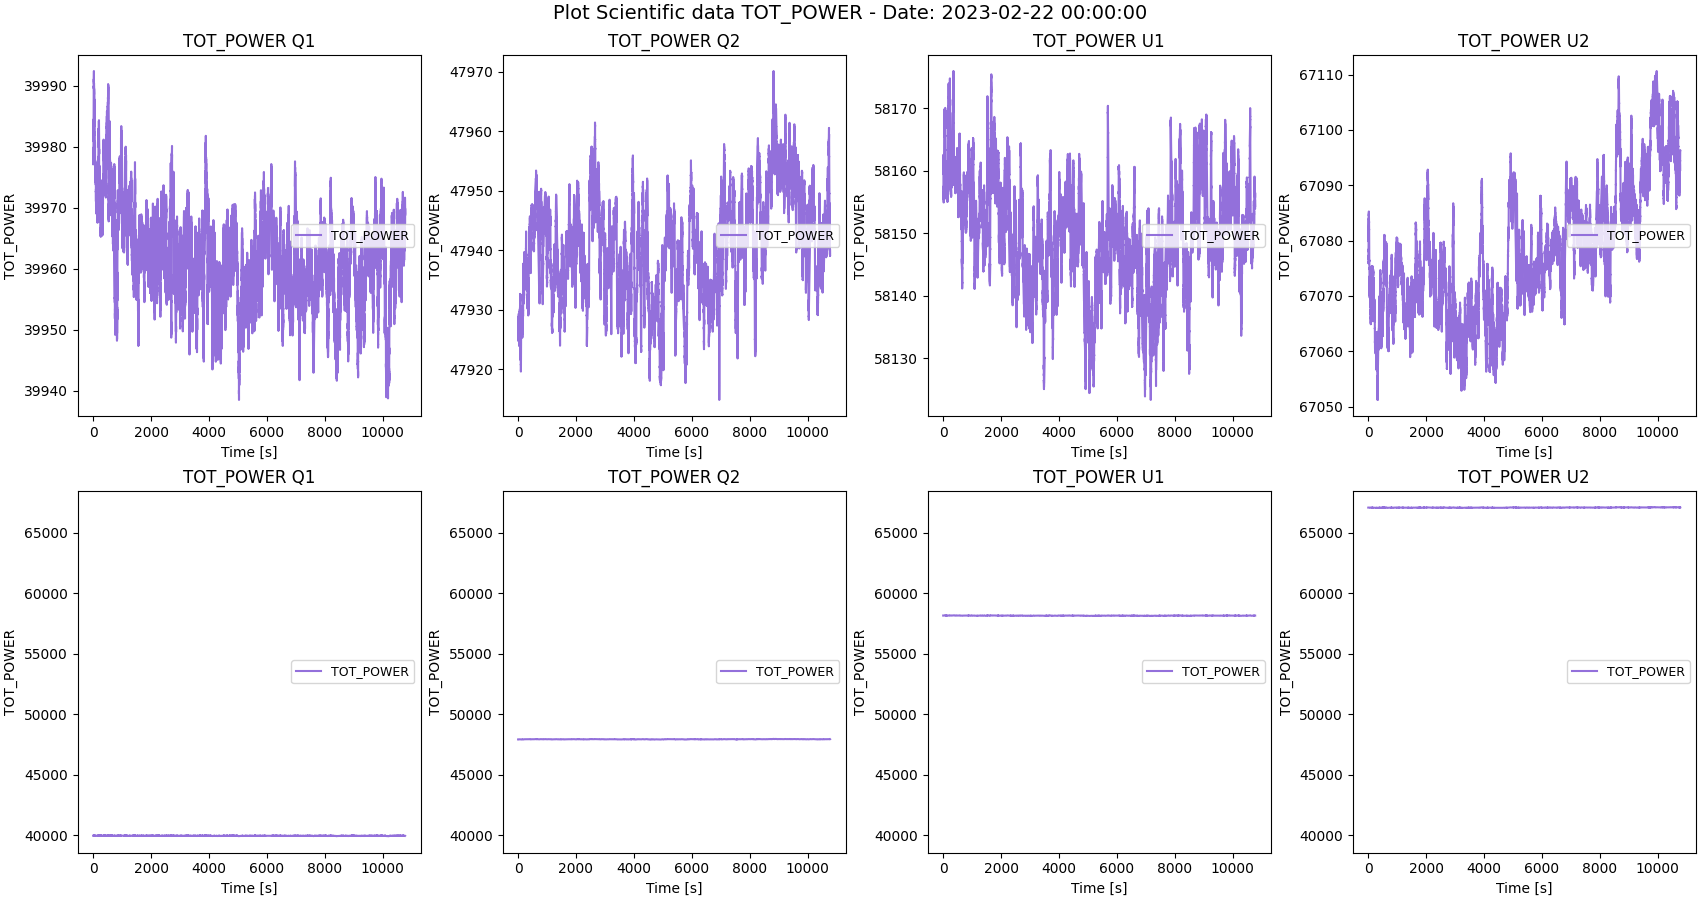 Plot Scientific data TOT_POWER - Date: 2023-02-22 00:00:00
TOT_POWER Q1
TOT_POWER
39990
39980
39970
39960
39950
39940
TOT_POWER
0 2000 4000 6000 8000 10000
Time [s]
TOT_POWER Q2
TOT_POWER
47970
47960
47950
47940
47930
47920
TOT_POWER
0 2000 4000 6000 8000 10000
Time [s]
TOT_POWER U1
TOT_POWER
58170
58160
58150
58140
58130
TOT_POWER
0 2000 4000 6000 8000 10000
Time [s]
TOT_POWER U2
TOT_POWER
67110
67100
67090
67080
67070
67060
67050
TOT_POWER
0 2000 4000 6000 8000 10000
Time [s]
TOT_POWER Q1
TOT_POWER
65000
60000
55000
50000
45000
40000
TOT_POWER
0 2000 4000 6000 8000 10000
Time [s]
TOT_POWER Q2
TOT_POWER
65000
60000
55000
50000
45000
40000
TOT_POWER
0 2000 4000 6000 8000 10000
Time [s]
TOT_POWER U1
TOT_POWER
65000
60000
55000
50000
45000
40000
TOT_POWER
0 2000 4000 6000 8000 10000
Time [s]
TOT_POWER U2
TOT_POWER
65000
60000
55000
50000
45000
40000
TOT_POWER
0 2000 4000 6000 8000 10000
Time [s]